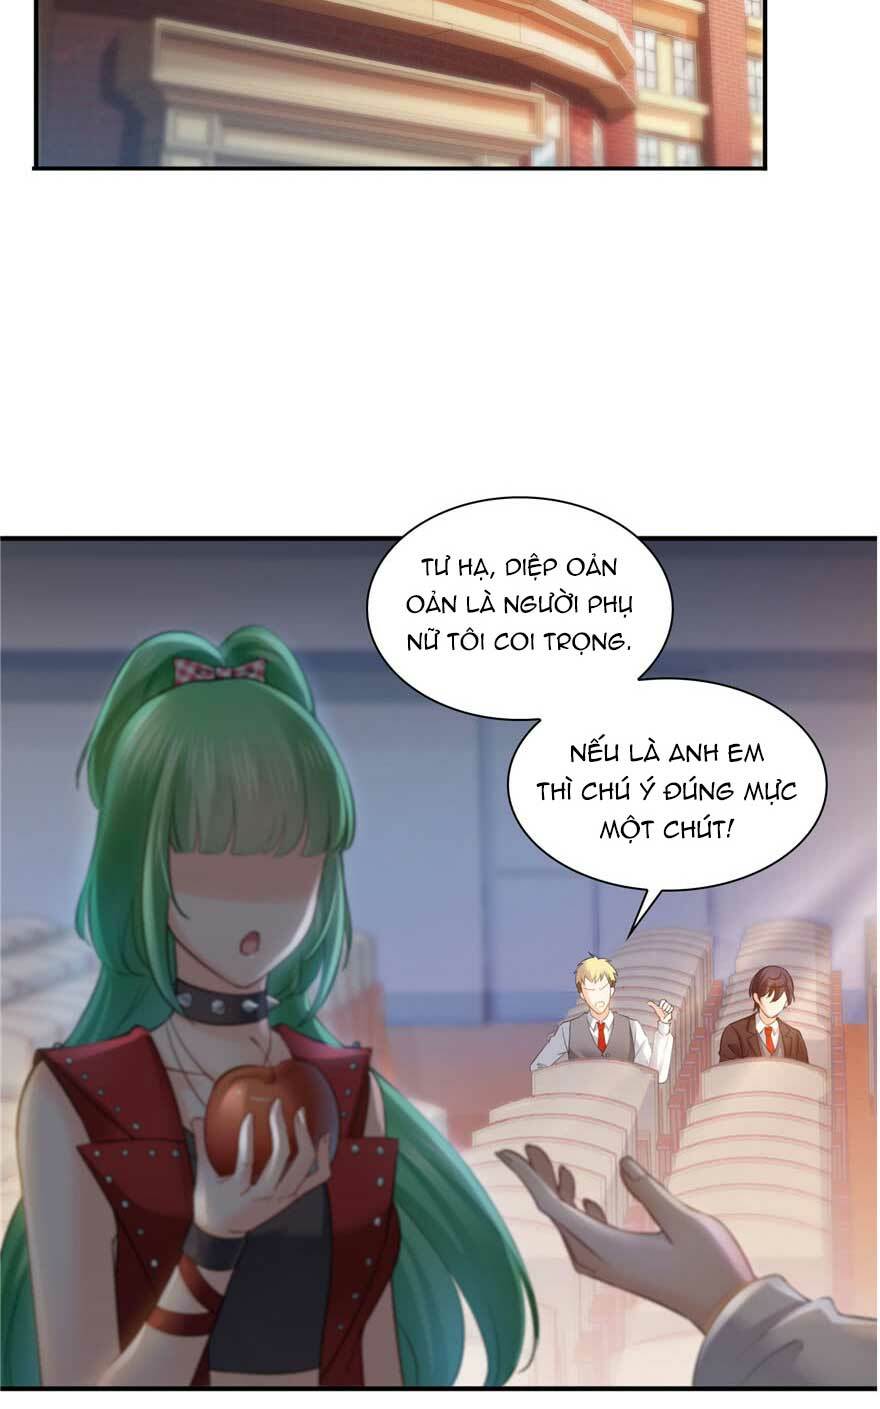 TƯ HẠ, DIỆP OẢN
OẢN LÀ NGƯỜI PHỤ
NỮ TÔI COI TRỌNG.
NẾU LÀ ANH EM
THÌ CHÚ Ý ĐÚNG MỰC
MỘT CHÚT!